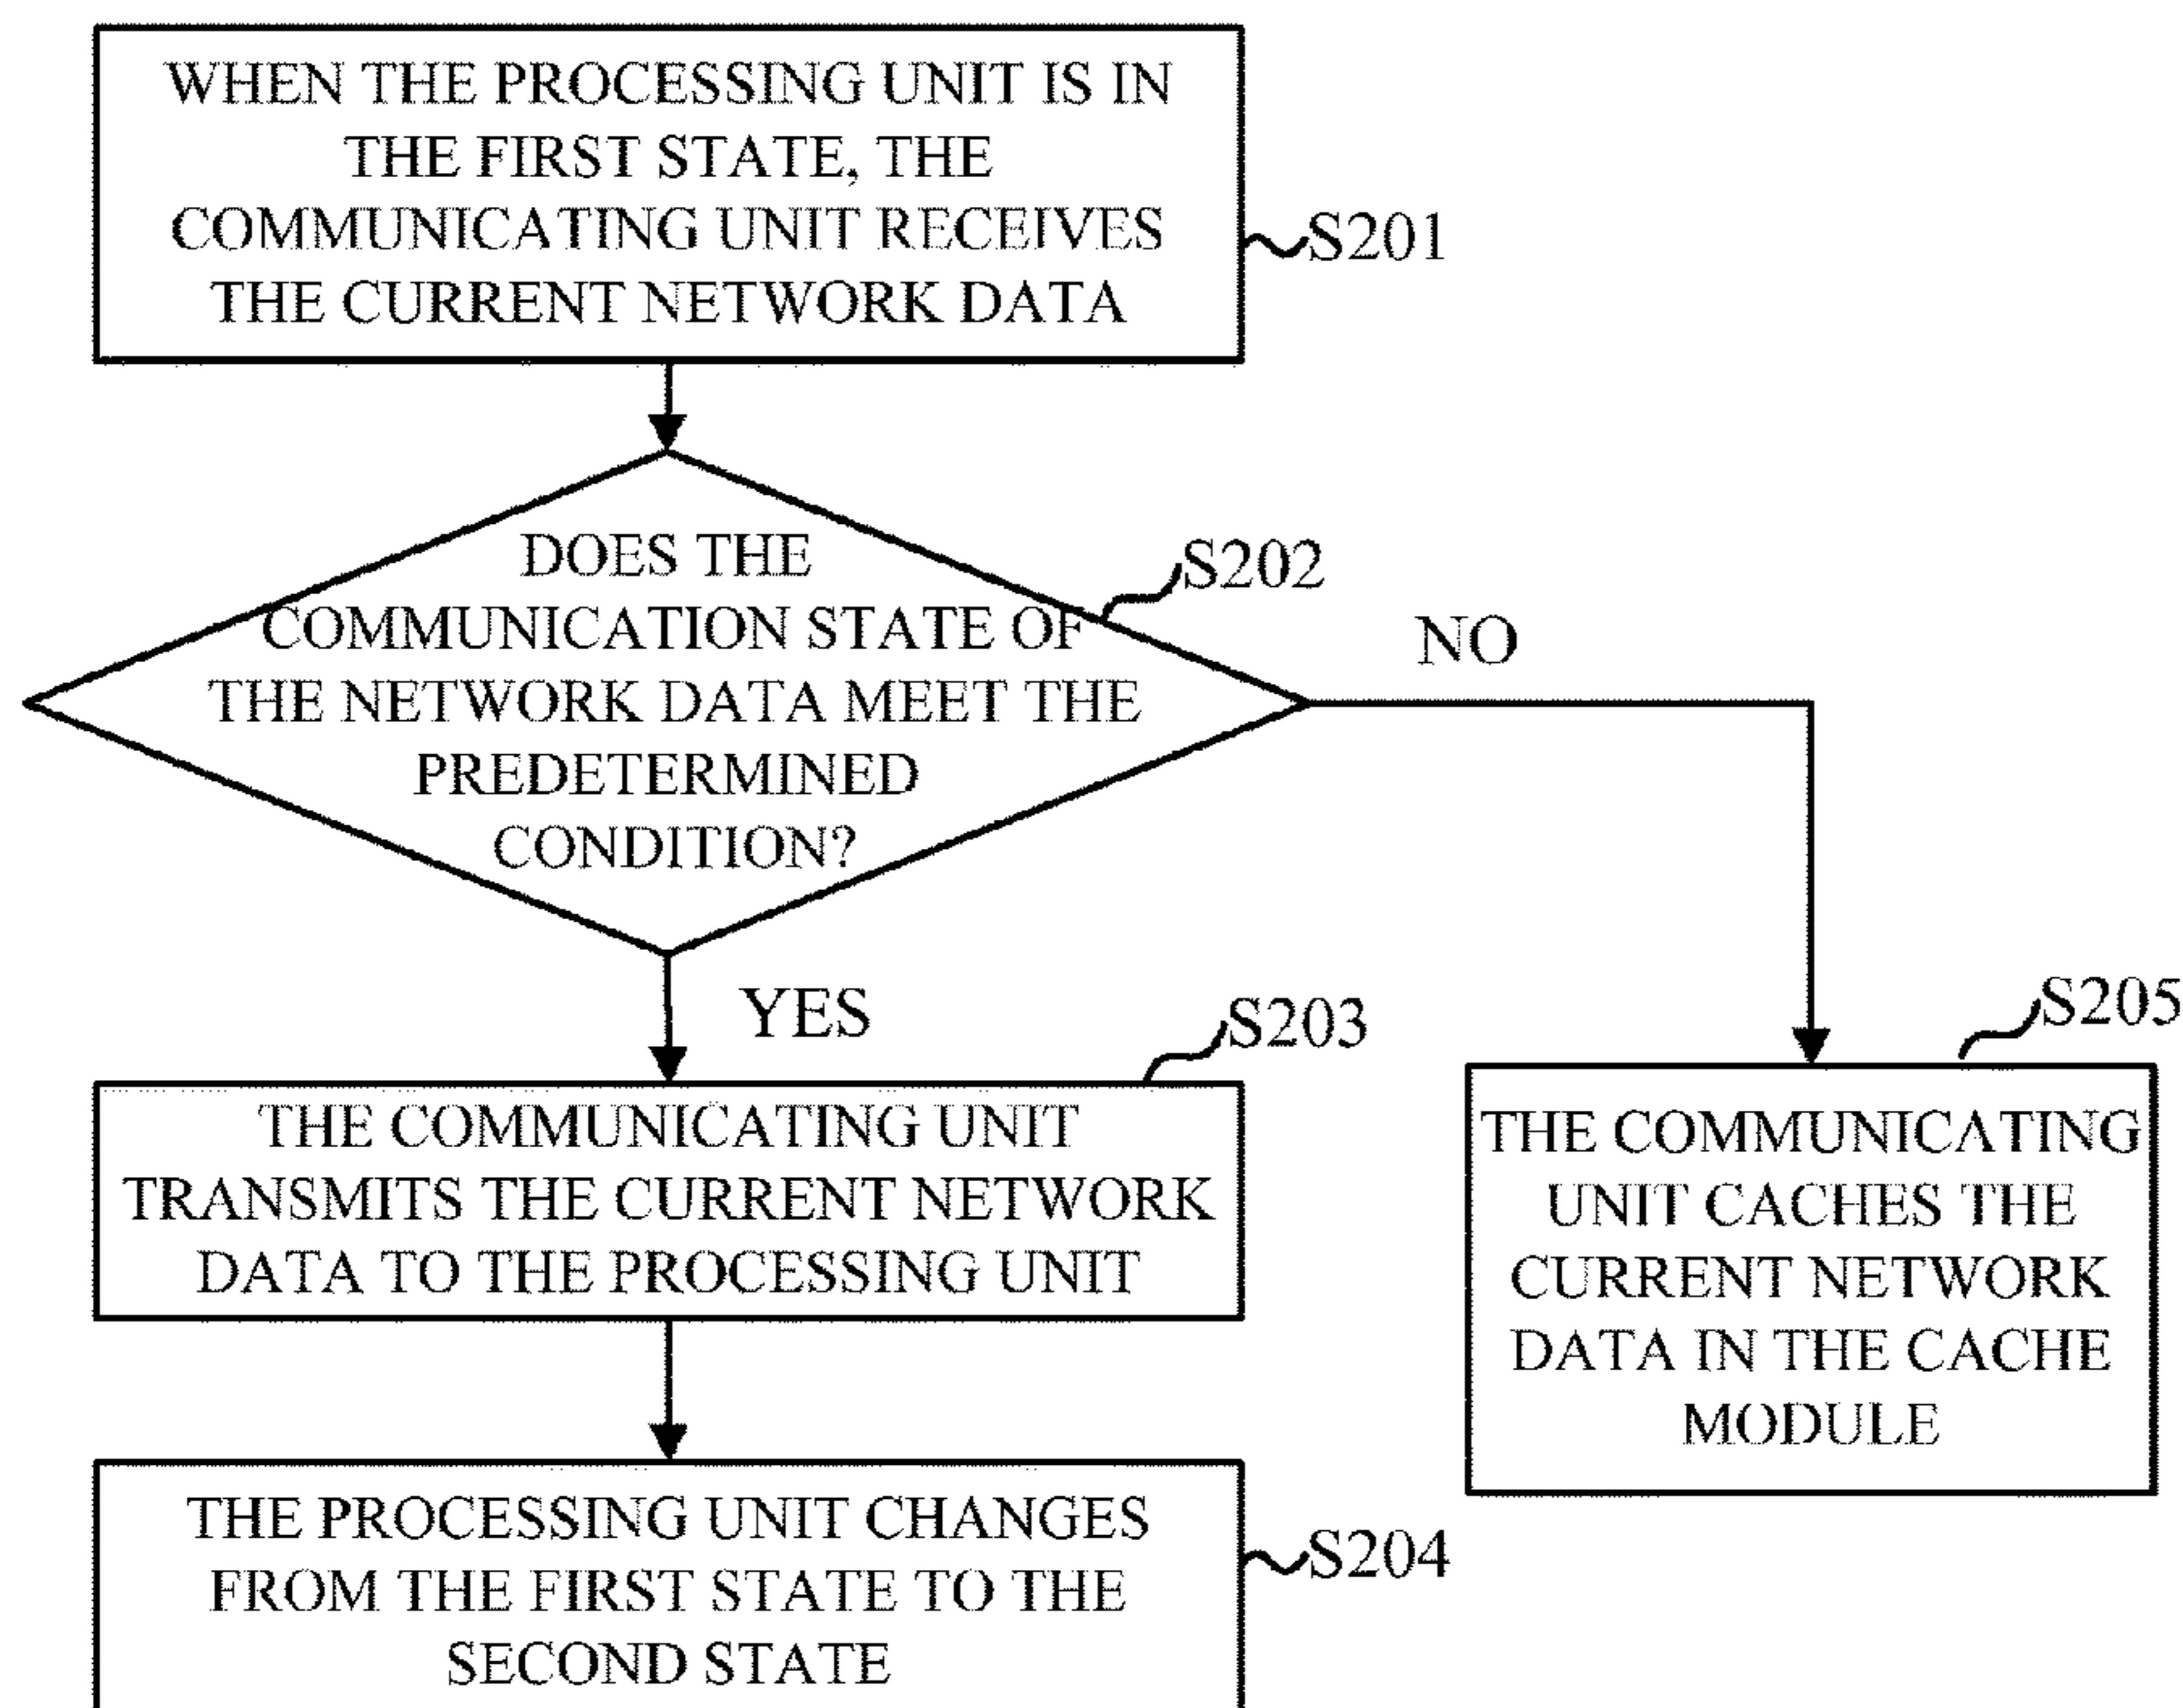 WHEN THE PROCESSING UNIT IS IN
THE FIRST STATE, THE
COMMUNICATING UNIT RECEIVES
THE CURRENT NETWORK DATA
S201
DOES THE
COMMUNICATION STATE OF
THE NETWORK DATA MEET THE
PREDETERMINED
CONDITION?
S202
NO
YES
S203
THE COMMUNICATING UNIT
TRANSMITS THE CURRENT NETWORK
DATA TO THE PROCESSING UNIT
S205
THE COMMUNICATING
UNIT CACHES THE
CURRENT NETWORK
DATA IN THE CACHE
MODULE
THE PROCESSING UNIT CHANGES
FROM THE FIRST STATE TO THE
SECOND STATE
S204